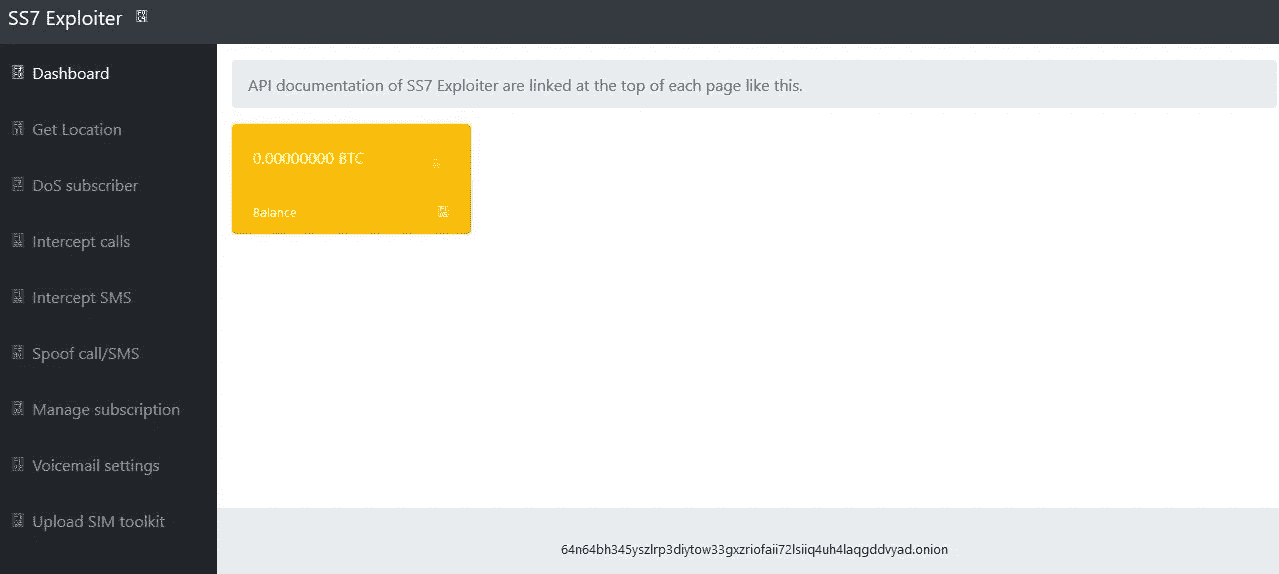 SS7 Exploiter
Dashboard
Get Location
DoS subscriber
Intercept calls
Intercept SMS
Spoof call/SMS
Manage subscription
Voicemail settings
Upload SIM toolkit
API documentation of SS7 Exploiter are linked at the top of each page like this.
0.00000000 BTC
Balance
64n64bh345yszlrp3diytow33gxzriofaii72lsiiq4uh4laqgddvyad.onion